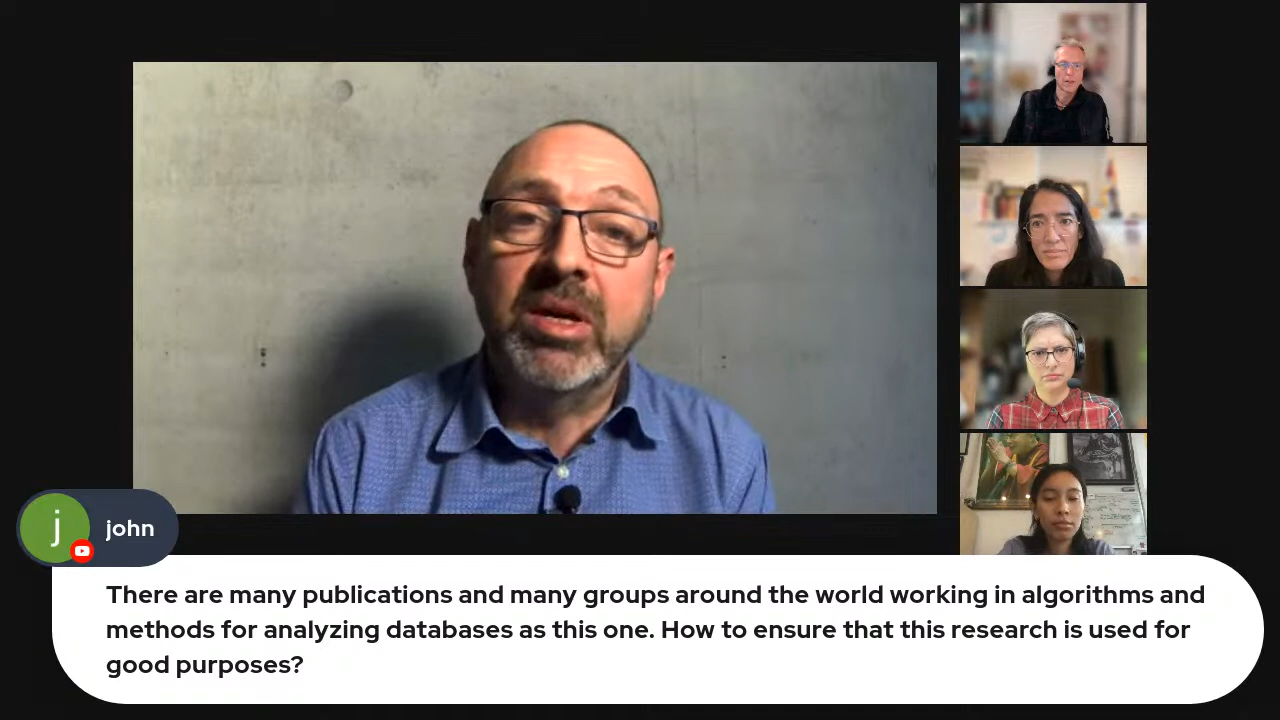 j
john
There are many publications and many groups around the world working in algorithms and
methods for analyzing databases as this one. How to ensure that this research is used for
good purposes?